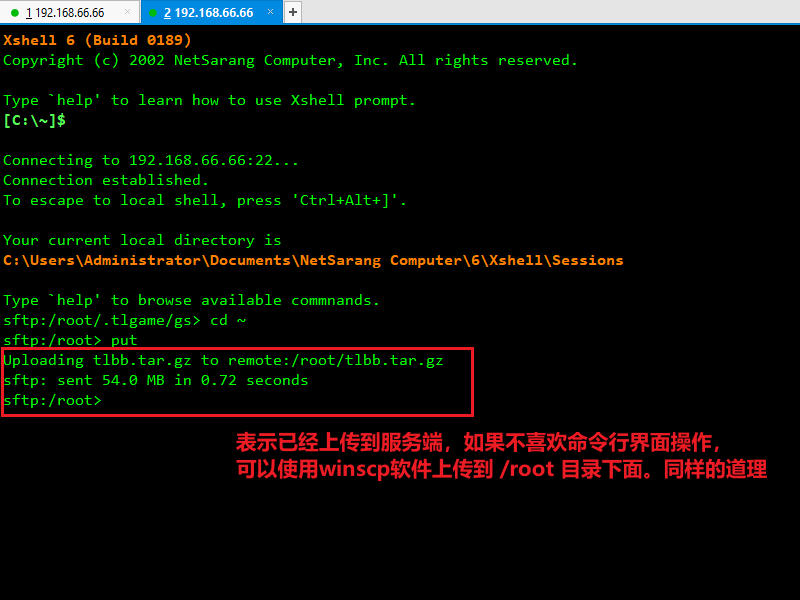 1 192.168.66.66 × 2 192.168.66.66 × +
Xshell 6 (Build 0189)
Copyright (c) 2002 NetSarang Computer, Inc. All rights reserved.
Type `help' to learn how to use Xshell prompt.
[C:\~]$
Connecting to 192.168.66.66:22...
Connection established.
To escape to local shell, press 'Ctrl+Alt+]'.
Your current local directory is
C:\Users\Administrator\Documents\NetSarang Computer\6\Xshell\Sessions
Type `help' to browse available commnands.
sftp:/root/.tlgame/gs> cd ~
sftp:/root> put
Uploading tlbb.tar.gz to remote:/root/tlbb.tar.gz
sftp: sent 54.0 MB in 0.72 seconds
sftp:/root>
表示已经上传到服务端，如果不喜欢命令行界面操作，
可以使用winscp软件上传到 /root 目录下面。同样的道理